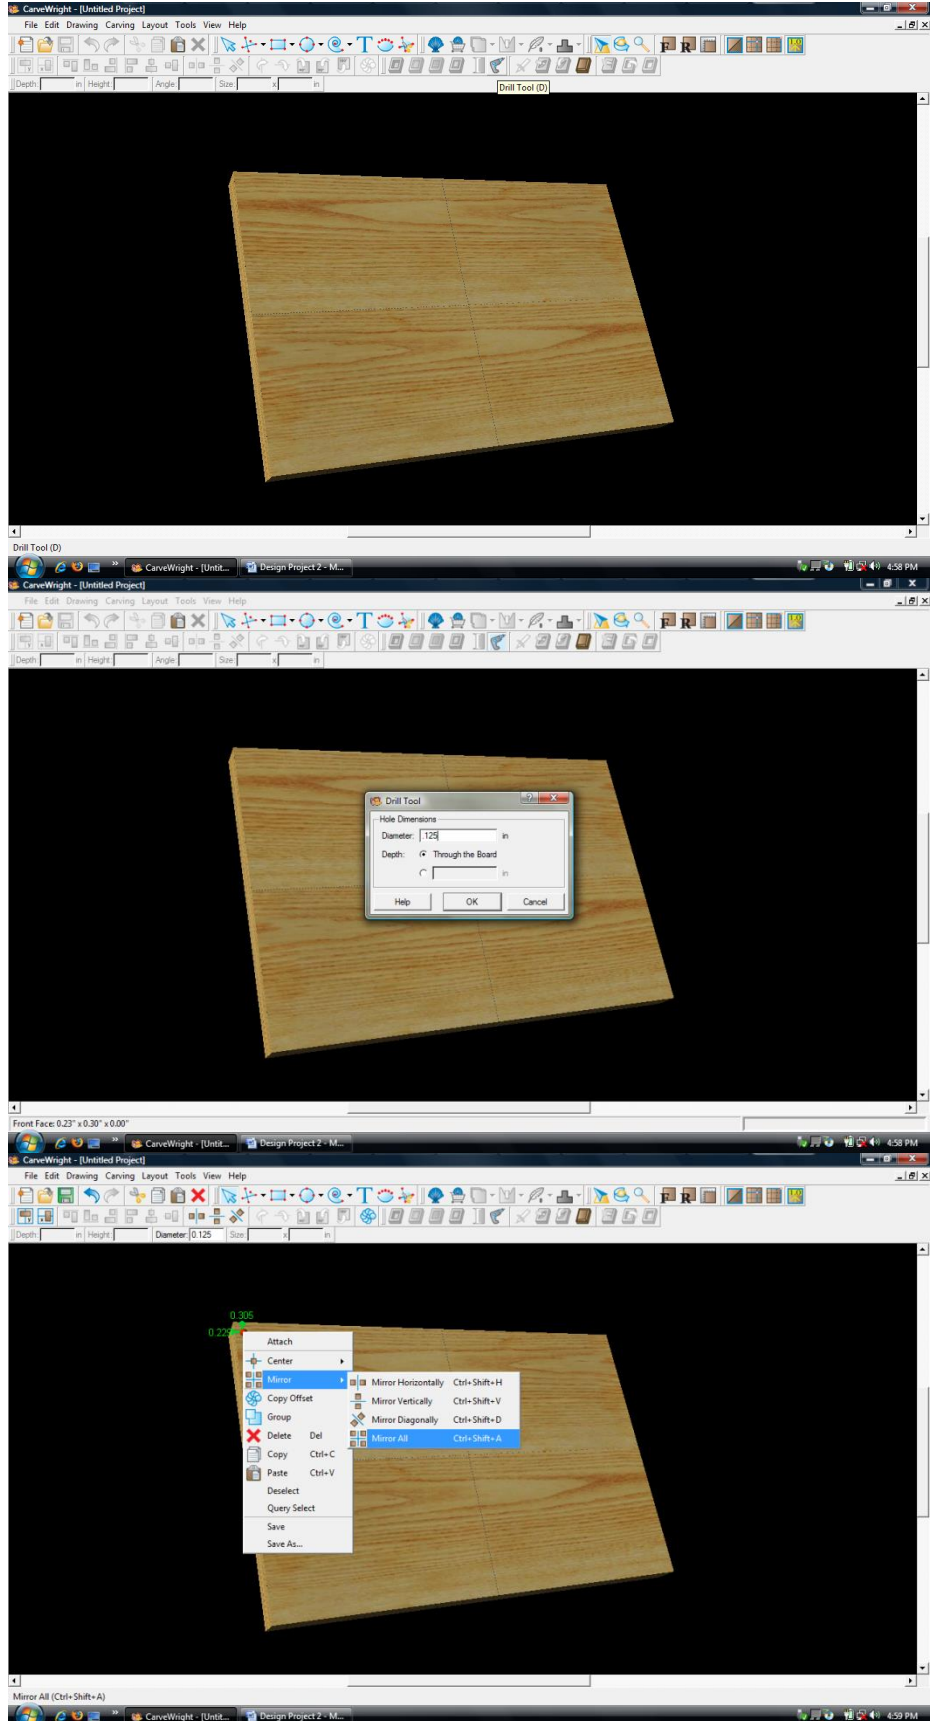 CarveWright - [Untitled Project]
File Edit Drawing Carving Layout Tools View Help
Depth: in Height: Angle: Size: x in
Drill Tool (D)
Drill Tool (D)
CarveWright - [Untit... Design Project 2 - M... 4:58 PM
CarveWright - [Untitled Project]
File Edit Drawing Carving Layout Tools View Help
Depth: in Height: Angle: Size: x in
Drill Tool
Hole Dimensions
Diameter: .125 in
Depth: Through the Board
in
Help OK Cancel
Front Face: 0.23" x 0.30" x 0.00"
CarveWright - [Untit... Design Project 2 - M... 4:58 PM
CarveWright - [Untitled Project]
File Edit Drawing Carving Layout Tools View Help
Depth: in Height: Diameter: 0.125 Size: x in
0.305
Attach
Center
Mirror
Mirror Horizontally Ctrl+Shift+H
Copy Offset
Mirror Vertically Ctrl+Shift+V
Group
Mirror Diagonally Ctrl+Shift+D
Delete Del
Mirror All Ctrl+Shift+A
Copy Ctrl+C
Paste Ctrl+V
Deselect
Query Select
Save
Save As...
Mirror All (Ctrl+Shift+A)
CarveWright - [Untit... Design Project 2 - M... 4:59 PM